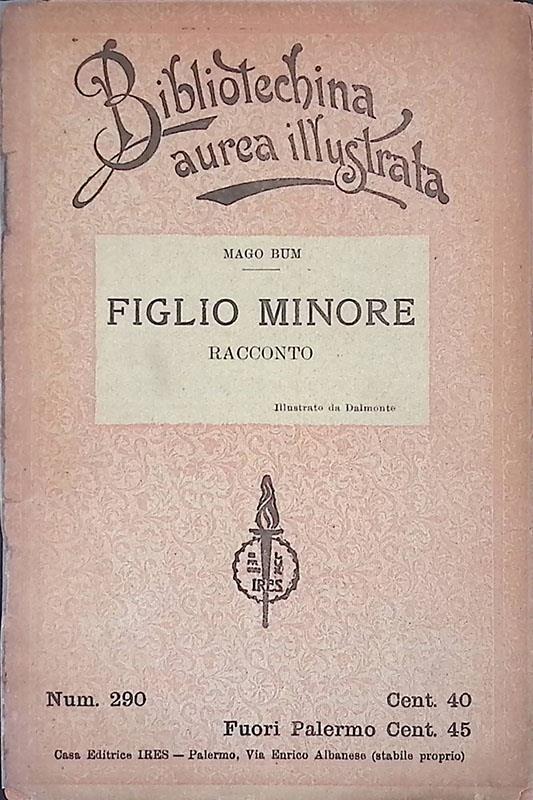 Bibliotechina
aurea illustrata
MAGO BUM
FIGLIO MINORE
RACCONTO
Illustrato da Dalmonte
IRES
Num. 290 Cent. 40
Fuori Palermo Cent. 45
Casa Editrice IRES — Palermo, Via Enrico Albanese (stabile proprio)